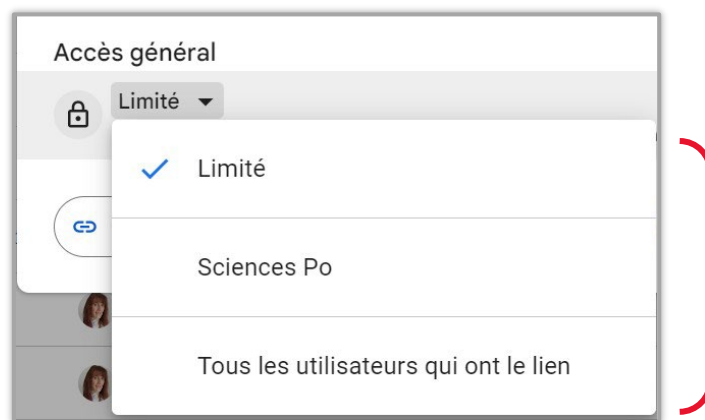 Accès général
Limité
Limité
Sciences Po
Tous les utilisateurs qui ont le lien